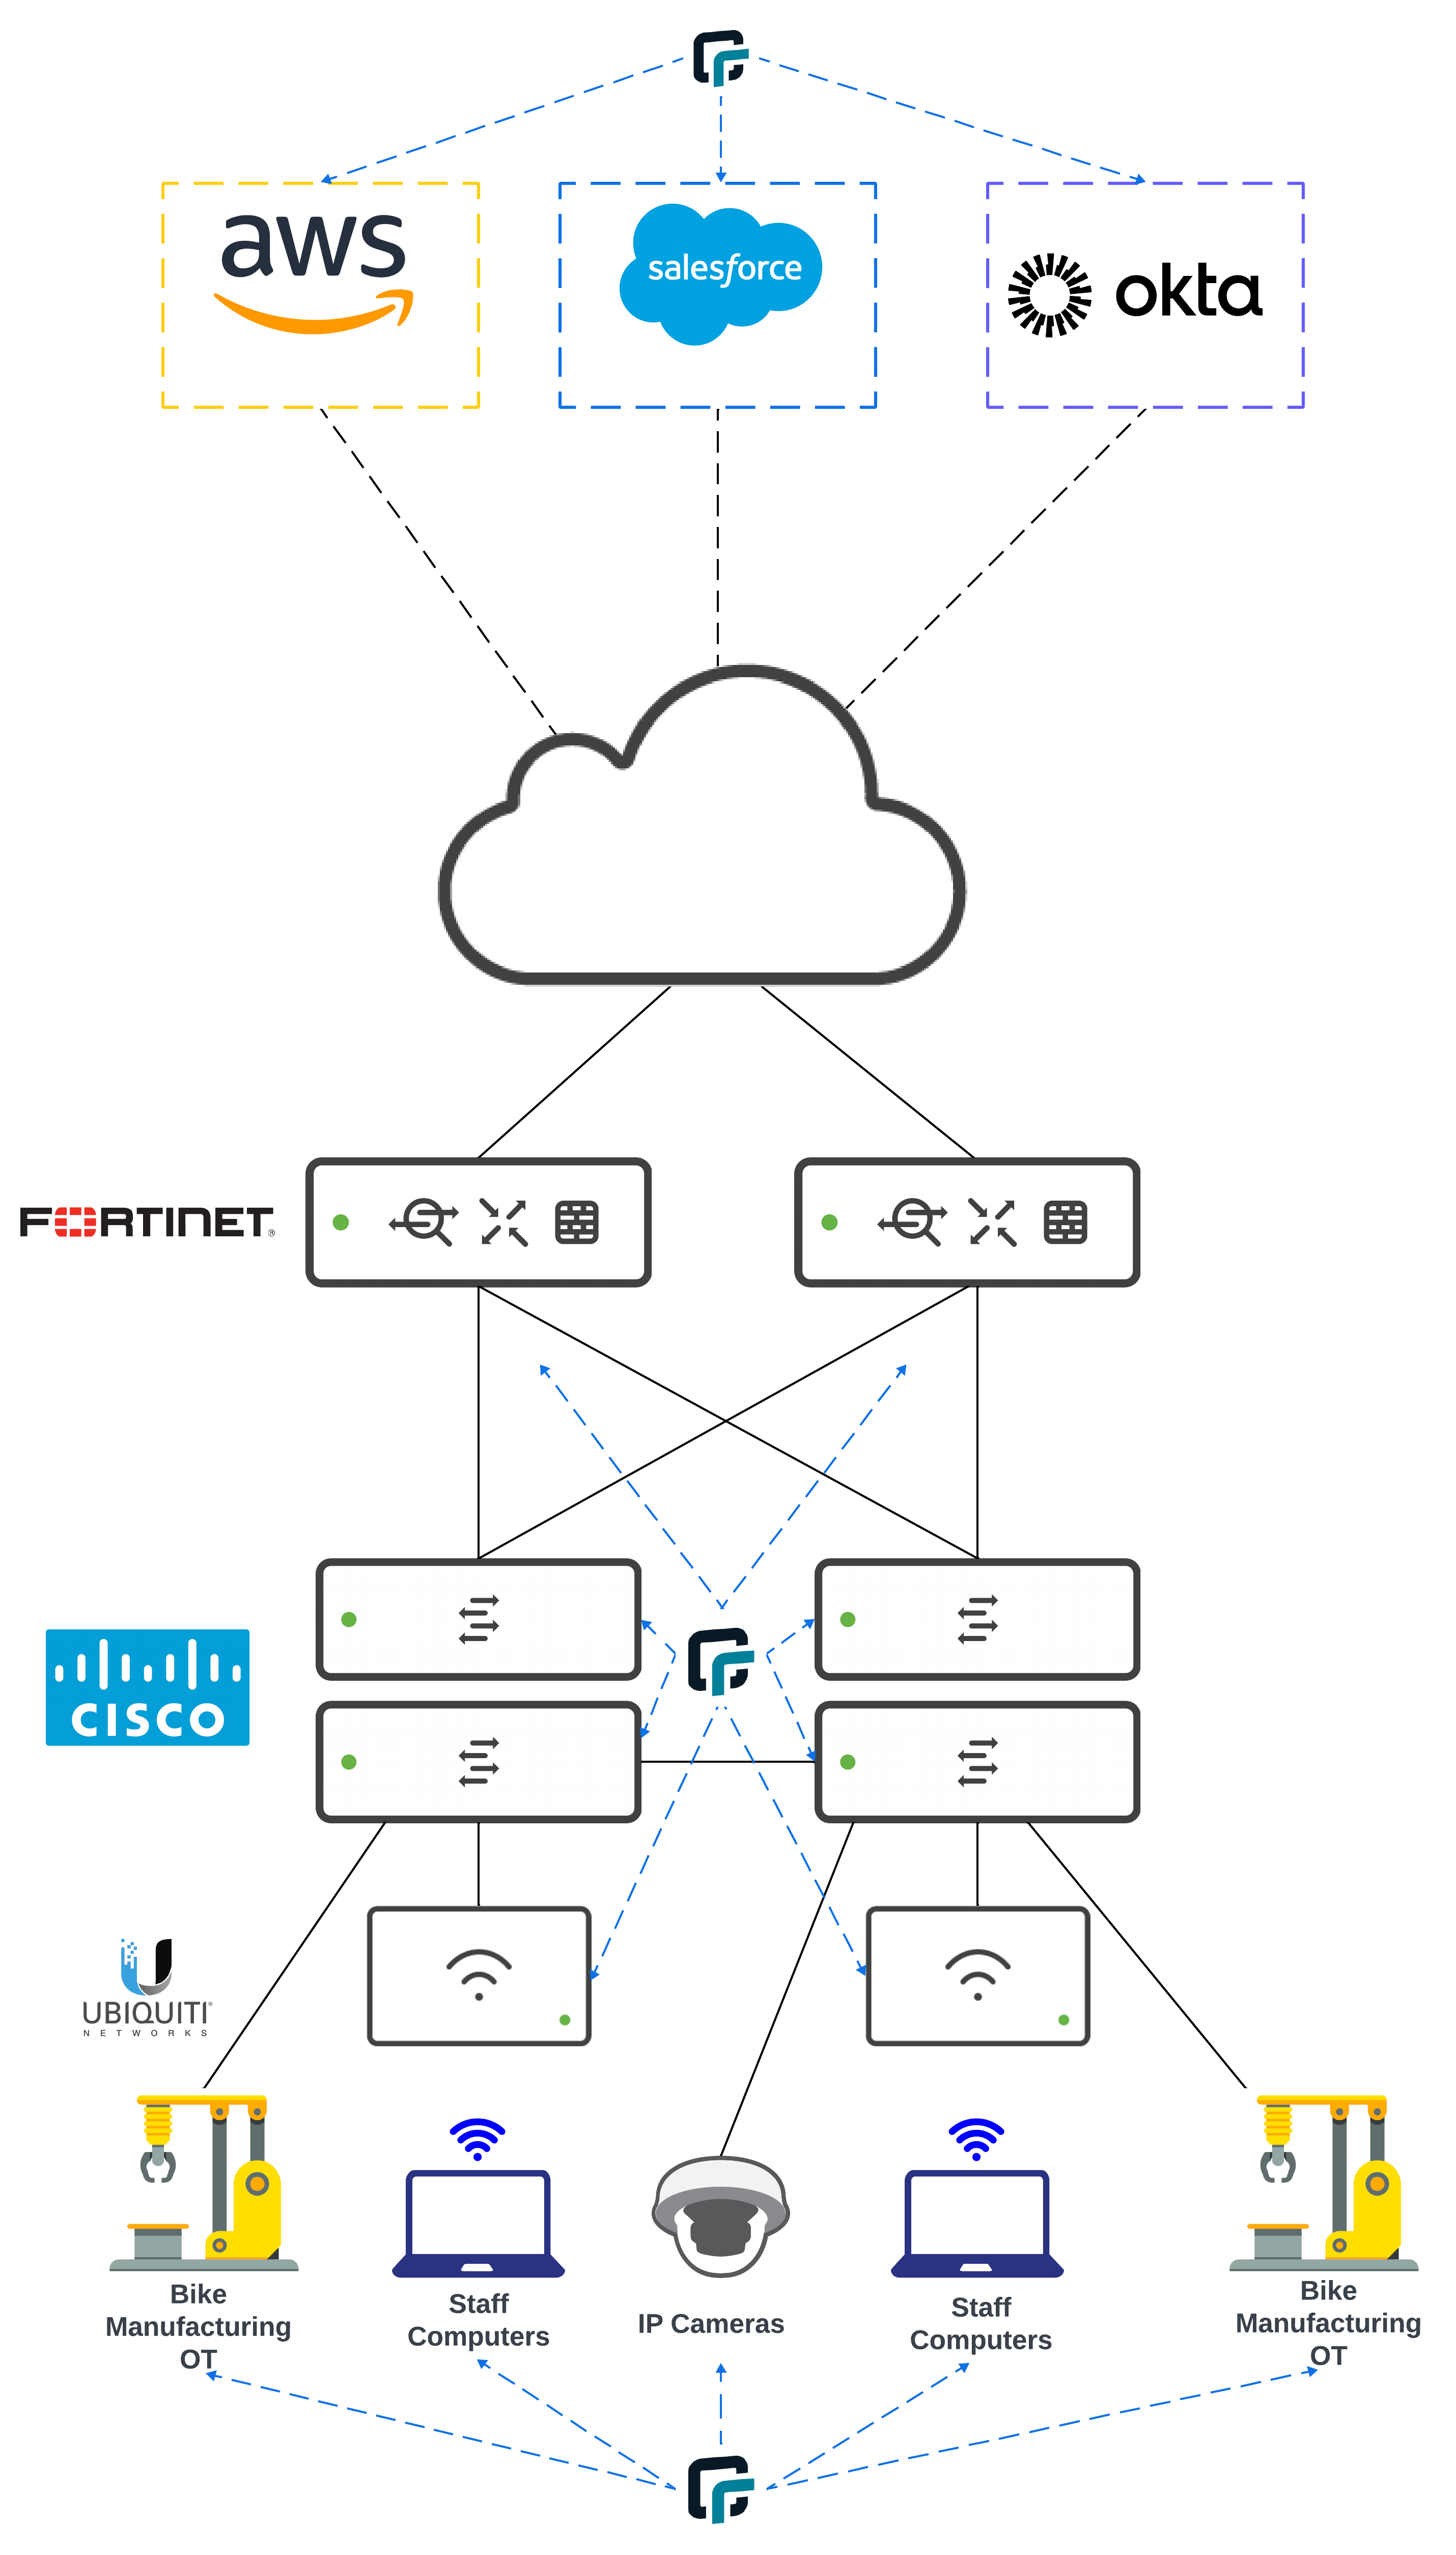 aws
salesforce
okta
FORTINET®
CISCO
UBIQUITI®
NETWORKS
Bike
Manufacturing
OT
Staff
Computers
IP Cameras
Staff
Computers
Bike
Manufacturing
OT